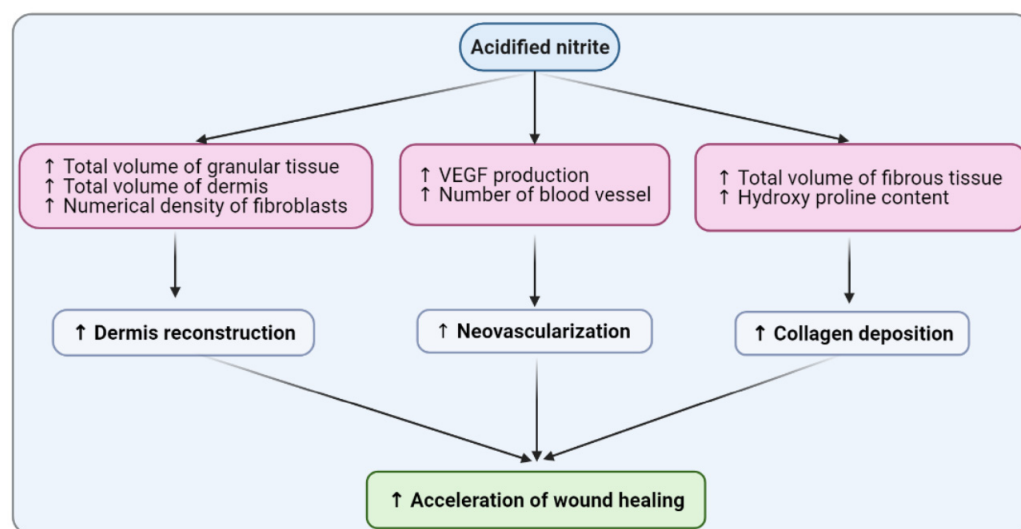 Acidified nitrite
↑ Total volume of granular tissue
↑ Total volume of dermis
↑ Numerical density of fibroblasts
↑ VEGF production
↑ Number of blood vessel
↑ Total volume of fibrous tissue
↑ Hydroxy proline content
↑ Dermis reconstruction
↑ Neovascularization
↑ Collagen deposition
↑ Acceleration of wound healing